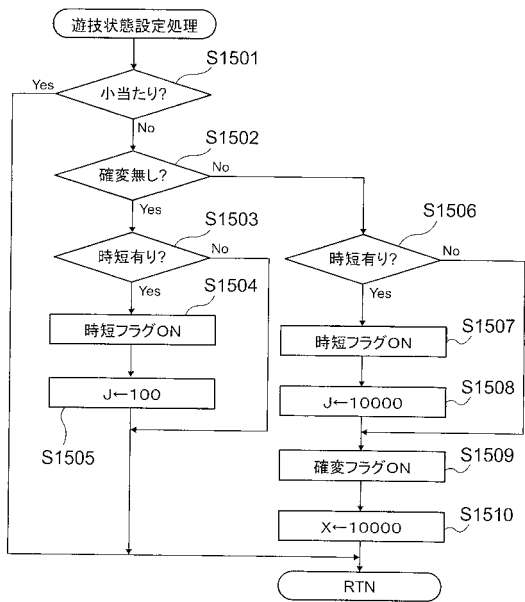 遊技状態設定処理
S1501
Yes
小当たり?
No
S1502
確変無し?
No
Yes
S1503
S1506
時短有り?
No
時短有り?
No
Yes
Yes
S1504
S1507
時短フラグON
時短フラグON
S1508
J←100
J←10000
S1505
S1509
確変フラグON
S1510
X←10000
RTN